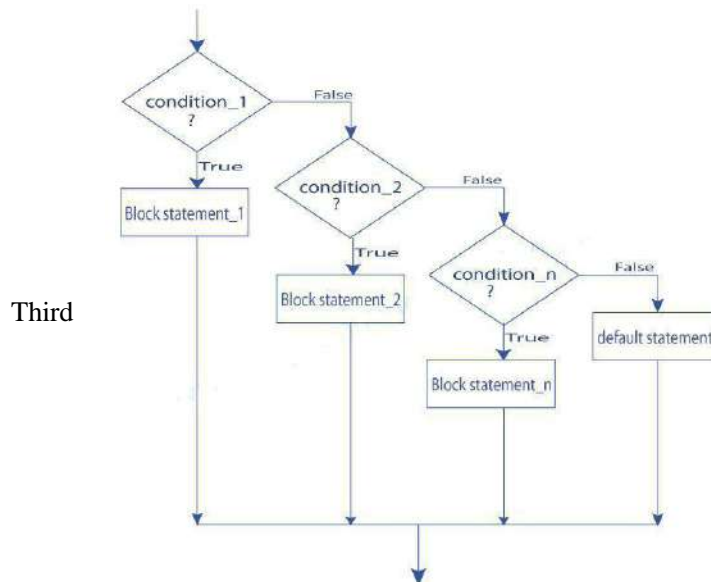 condition_1
?
False
True
Block statement_1
condition_2
?
False
True
Block statement_2
condition_n
?
False
True
Block statement_n
default statement
Third